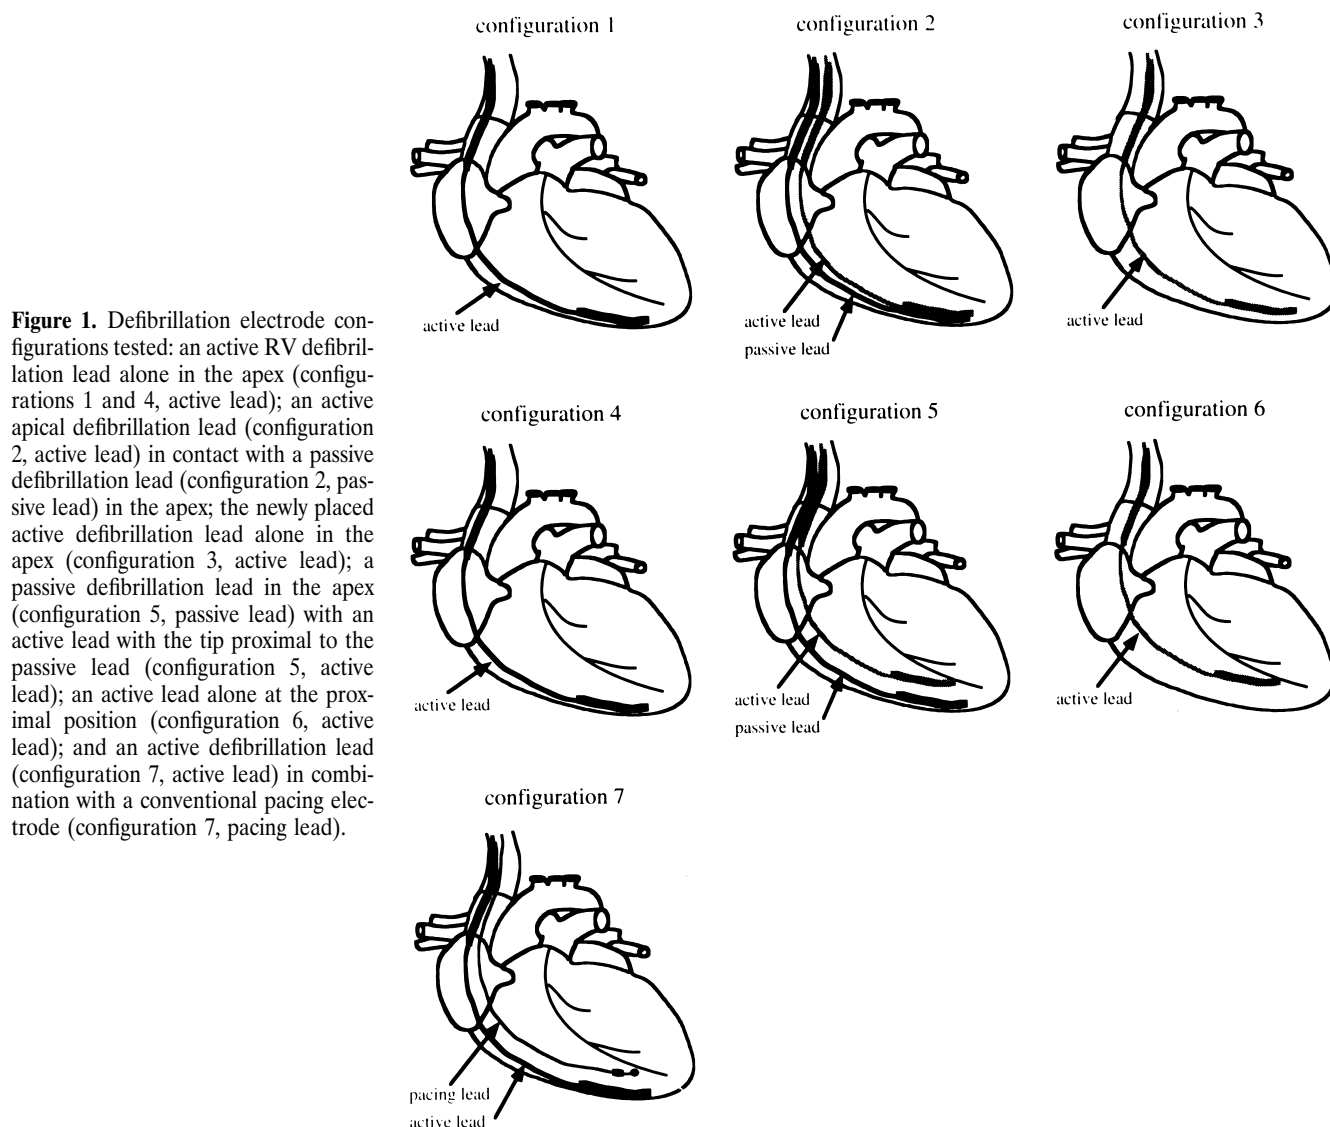 configuration 1
configuration 2
configuration 3
active lead
active lead
passive lead
active lead
Figure 1. Defibrillation electrode con-
figurations tested: an active RV defibril-
lation lead alone in the apex (configu-
rations 1 and 4, active lead); an active
apical defibrillation lead (configuration
2, active lead) in contact with a passive
defibrillation lead (configuration 2, pas-
sive lead) in the apex; the newly placed
active defibrillation lead alone in the
apex (configuration 3, active lead); a
passive defibrillation lead in the apex
(configuration 5, passive lead) with an
active lead with the tip proximal to the
passive lead (configuration 5, active
lead); an active lead alone at the prox-
imal position (configuration 6, active
lead); and an active defibrillation lead
(configuration 7, active lead) in combi-
nation with a conventional pacing elec-
trode (configuration 7, pacing lead).
configuration 4
configuration 5
configuration 6
active lead
active lead
passive lead
active lead
configuration 7
pacing lead
active lead